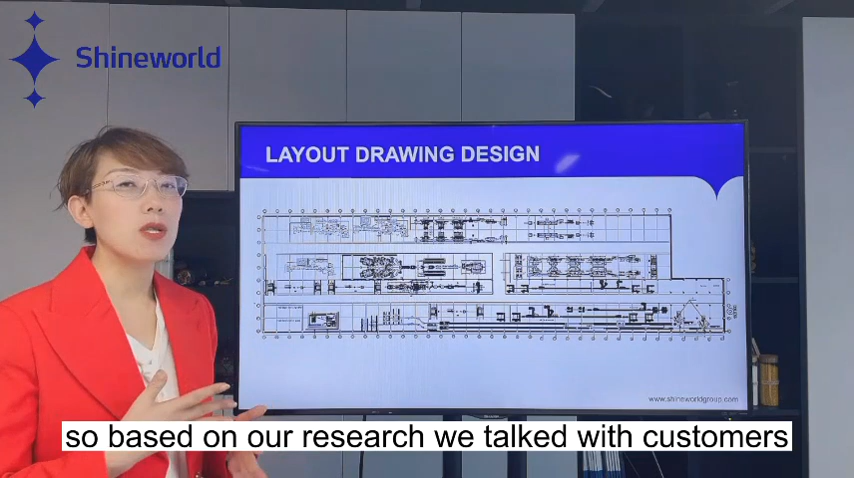 Shineworld
LAYOUT DRAWING DESIGN
www.shineworldgroup.com
so based on our research we talked with customers